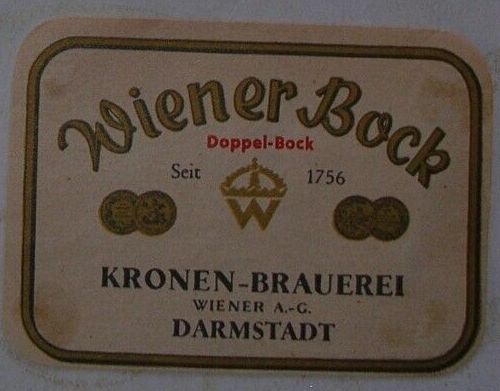 Wiener Bock
Doppel-Bock
Seit 1756
W
KRONEN-BRAUEREI
WIENER A.-G.
DARMSTADT